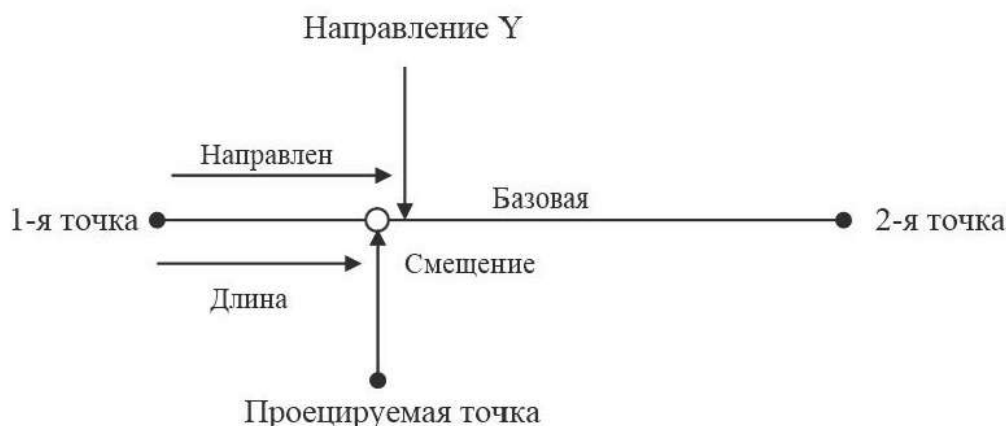 Направление Y
Направлен
Базовая
1-я точка
2-я точка
Смещение
Длина
Проецируемая точка